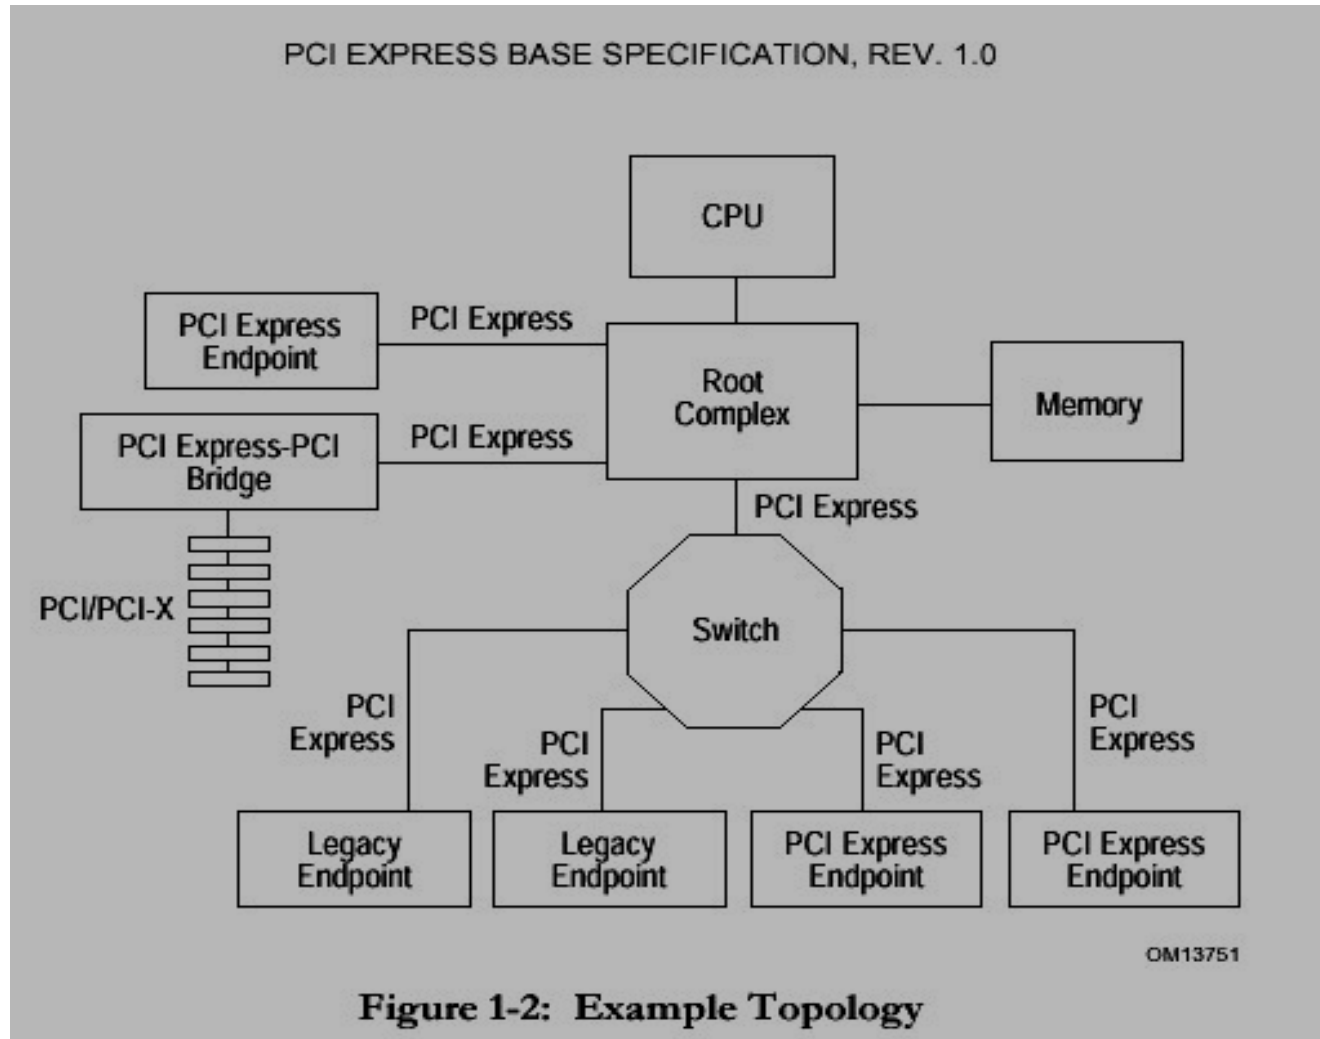 PCI EXPRESS BASE SPECIFICATION, REV. 1.0
CPU
PCI Express
Endpoint
PCI Express
Root
Complex
Memory
PCI Express-PCI
Bridge
PCI Express
PCI Express
PCI/PCI-X
Switch
PCI
Express
PCI
Express
PCI
Express
PCI
Express
Legacy
Endpoint
Legacy
Endpoint
PCI Express
Endpoint
PCI Express
Endpoint
OM13751
Figure 1-2: Example Topology